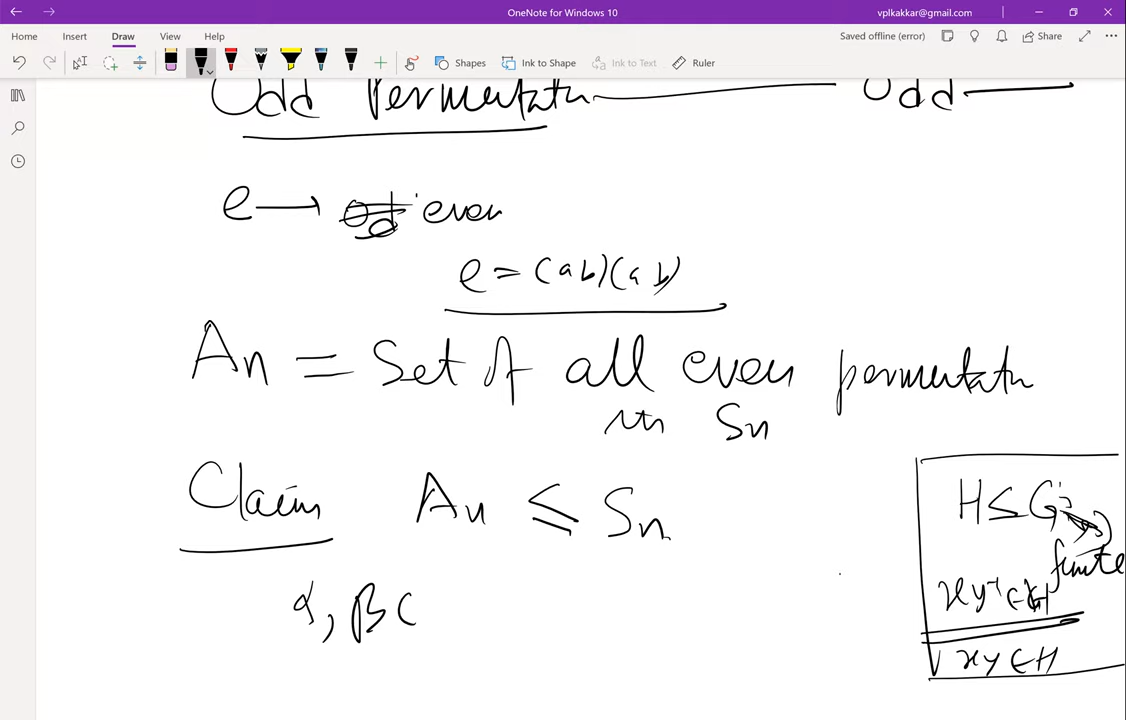 OneNote for Windows 10
vplkakkar@gmail.com
Home Insert Draw View Help
Saved offline (error) Share
Shapes Ink to Shape Ink to Text Ruler
Odd Permutatn Odd
e → even
e = (ab)(ab)
An = Set of all even permutatn
in Sn
Claim An ≤ Sn
α, β
H ≤ G
finite
xy⁻¹ ∈ H
xy ∈ H